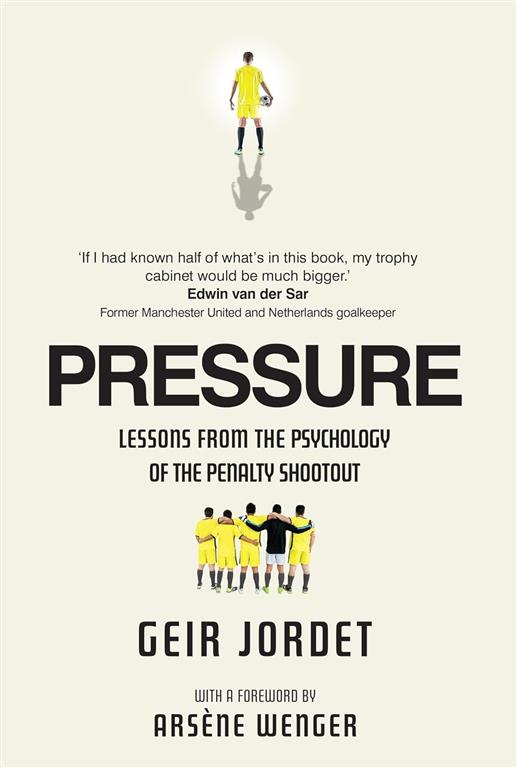 ‘If I had known half of what’s in this book, my trophy
cabinet would be much bigger.’
Edwin van der Sar
Former Manchester United and Netherlands goalkeeper
PRESSURE
LESSONS FROM THE PSYCHOLOGY
OF THE PENALTY SHOOTOUT
GEIR JORDET
WITH A FOREWORD BY
ARSÈNE WENGER